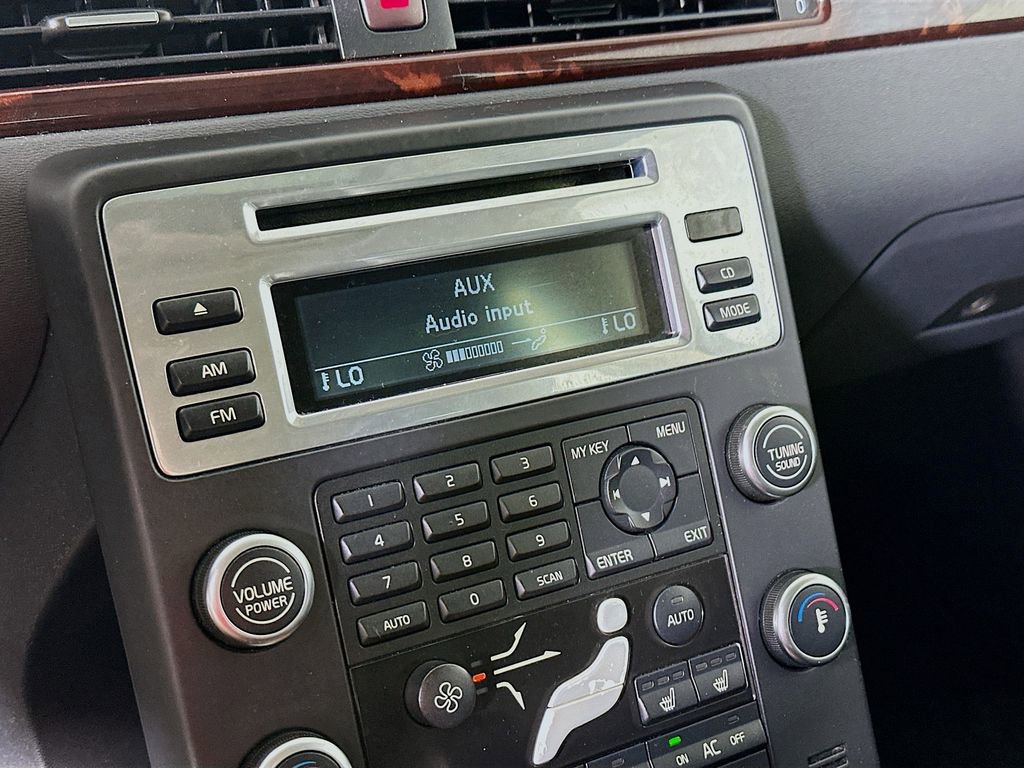 0
AUX
Audio input
LO
LO
CD
MODE
AM
FM
1
2
3
4
5
6
7
8
9
AUTO
0
SCAN
MY KEY
MENU
ENTER
EXIT
TUNING
SOUND
VOLUME
POWER
AUTO
ON AC OFF